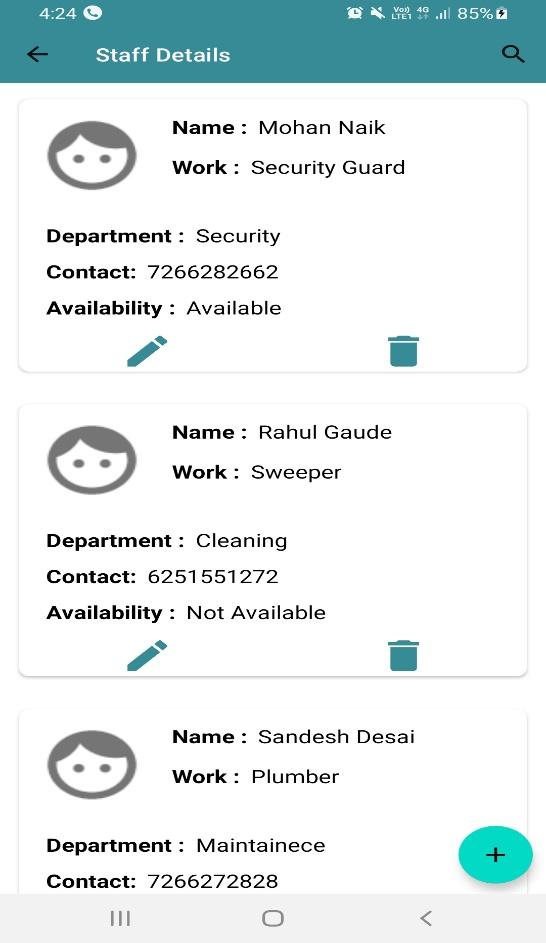 4:24 Vo)) LTE1 4G 85%
Staff Details
Name : Mohan Naik
Work : Security Guard
Department : Security
Contact: 7266282662
Availability : Available
Name : Rahul Gaude
Work : Sweeper
Department : Cleaning
Contact: 6251551272
Availability : Not Available
Name : Sandesh Desai
Work : Plumber
Department : Maintainece
Contact: 7266272828